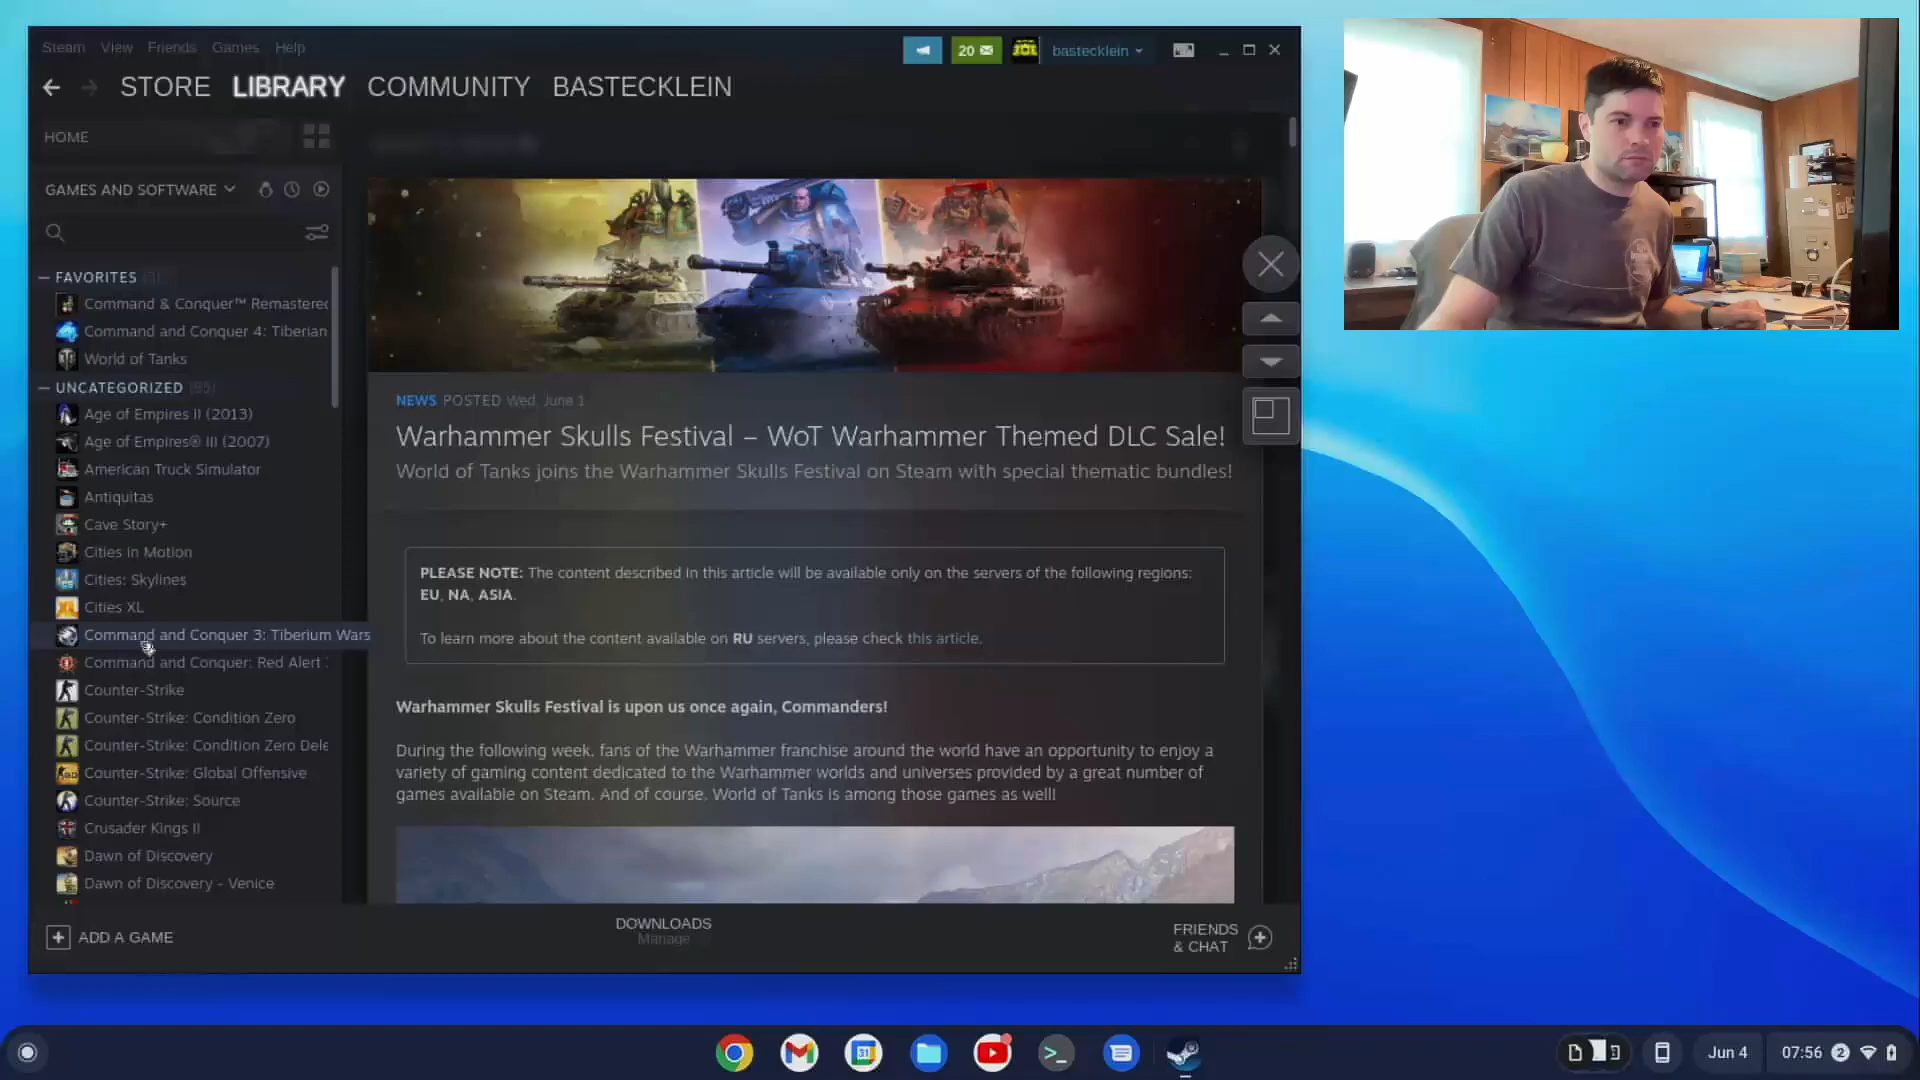 Steam View Friends Games Help
20
bastecklein
STORE LIBRARY COMMUNITY BASTECKLEIN
HOME
GAMES AND SOFTWARE
FAVORITES
Command & Conquer™ Remastered
Command and Conquer 4: Tiberian
World of Tanks
UNCATEGORIZED (95)
Age of Empires II (2013)
Age of Empires® III (2007)
American Truck Simulator
Antiquitas
Cave Story+
Cities in Motion
Cities: Skylines
Cities XL
Command and Conquer 3: Tiberium Wars
Command and Conquer: Red Alert
Counter-Strike
Counter-Strike: Condition Zero
Counter-Strike: Condition Zero Dele
Counter-Strike: Global Offensive
Counter-Strike: Source
Crusader Kings II
Dawn of Discovery
Dawn of Discovery - Venice
ADD A GAME
NEWS POSTED Wed, June 1
Warhammer Skulls Festival – WoT Warhammer Themed DLC Sale!
World of Tanks joins the Warhammer Skulls Festival on Steam with special thematic bundles!
PLEASE NOTE: The content described in this article will be available only on the servers of the following regions:
EU, NA, ASIA.
To learn more about the content available on RU servers, please check this article.
Warhammer Skulls Festival is upon us once again, Commanders!
During the following week, fans of the Warhammer franchise around the world have an opportunity to enjoy a
variety of gaming content dedicated to the Warhammer worlds and universes provided by a great number of
games available on Steam. And of course, World of Tanks is among those games as well!
DOWNLOADS
Manage
FRIENDS
& CHAT
31
Jun 4
07:56
2